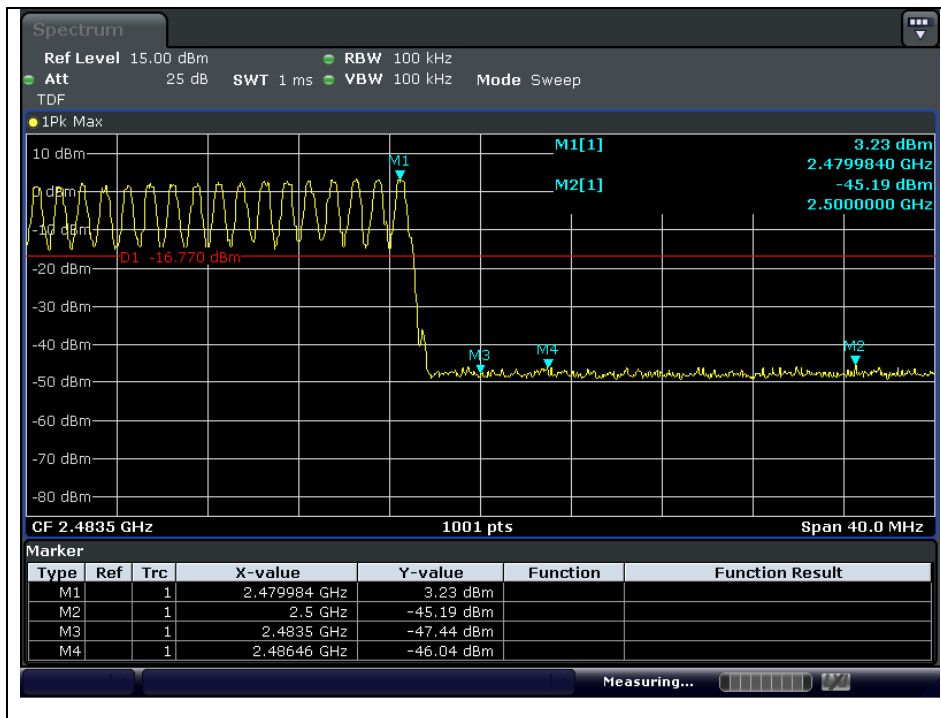 Spectrum
Ref Level 15.00 dBm RBW 100 kHz
Att 25 dB SWT 1 ms VBW 100 kHz Mode Sweep
TDF
1Pk Max
M1[1] 3.23 dBm
2.4799840 GHz
M2[1] -45.19 dBm
2.5000000 GHz
10 dBm
M1
0 dBm
-10 dBm
D1 -16.770 dBm
-20 dBm
-30 dBm
-40 dBm
M3 M4 M2
-50 dBm
-60 dBm
-70 dBm
-80 dBm
CF 2.4835 GHz 1001 pts Span 40.0 MHz
Marker
Type Ref Trc X-value Y-value Function Function Result
M1 1 2.479984 GHz 3.23 dBm
M2 1 2.5 GHz -45.19 dBm
M3 1 2.4835 GHz -47.44 dBm
M4 1 2.48646 GHz -46.04 dBm
Measuring...